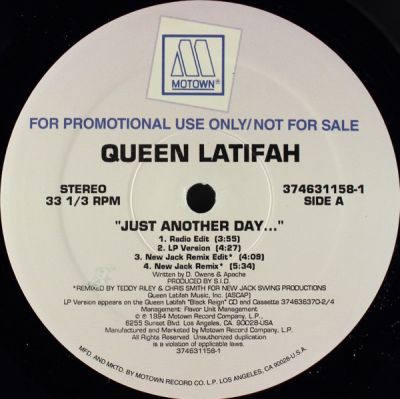 MOTOWN®
FOR PROMOTIONAL USE ONLY/NOT FOR SALE
QUEEN LATIFAH
STEREO
33 1/3 RPM
374631158-1
SIDE A
"JUST ANOTHER DAY..."
1. Radio Edit (3:55)
2. LP Version (4:27)
3. New Jack Remix Edit* (4:09)
4. New Jack Remix* (5:34)
Written by D. Owens & Apache
PRODUCED BY S.I.D.
*REMIXED BY TEDDY RILEY & CHRIS SMITH FOR NEW JACK SWING PRODUCTIONS
Queen Latifah Music, Inc. (ASCAP)
LP Version appears on the Queen Latifah "Black Reign" CD and Cassette 374636370-2/4
Management: Flavor Unit Management
© ℗ 1994 Motown Record Company, L.P.,
6255 Sunset Blvd. Los Angeles, CA 90028-USA
Manufactured and Marketed by Motown Record Company, L.P.
All Rights Reserved. Unauthorized duplication
is a violation of applicable laws.
374631158-1
MFD. AND MKTD. BY MOTOWN RECORD CO. L.P. LOS ANGELES, CA 90028-U.S.A.